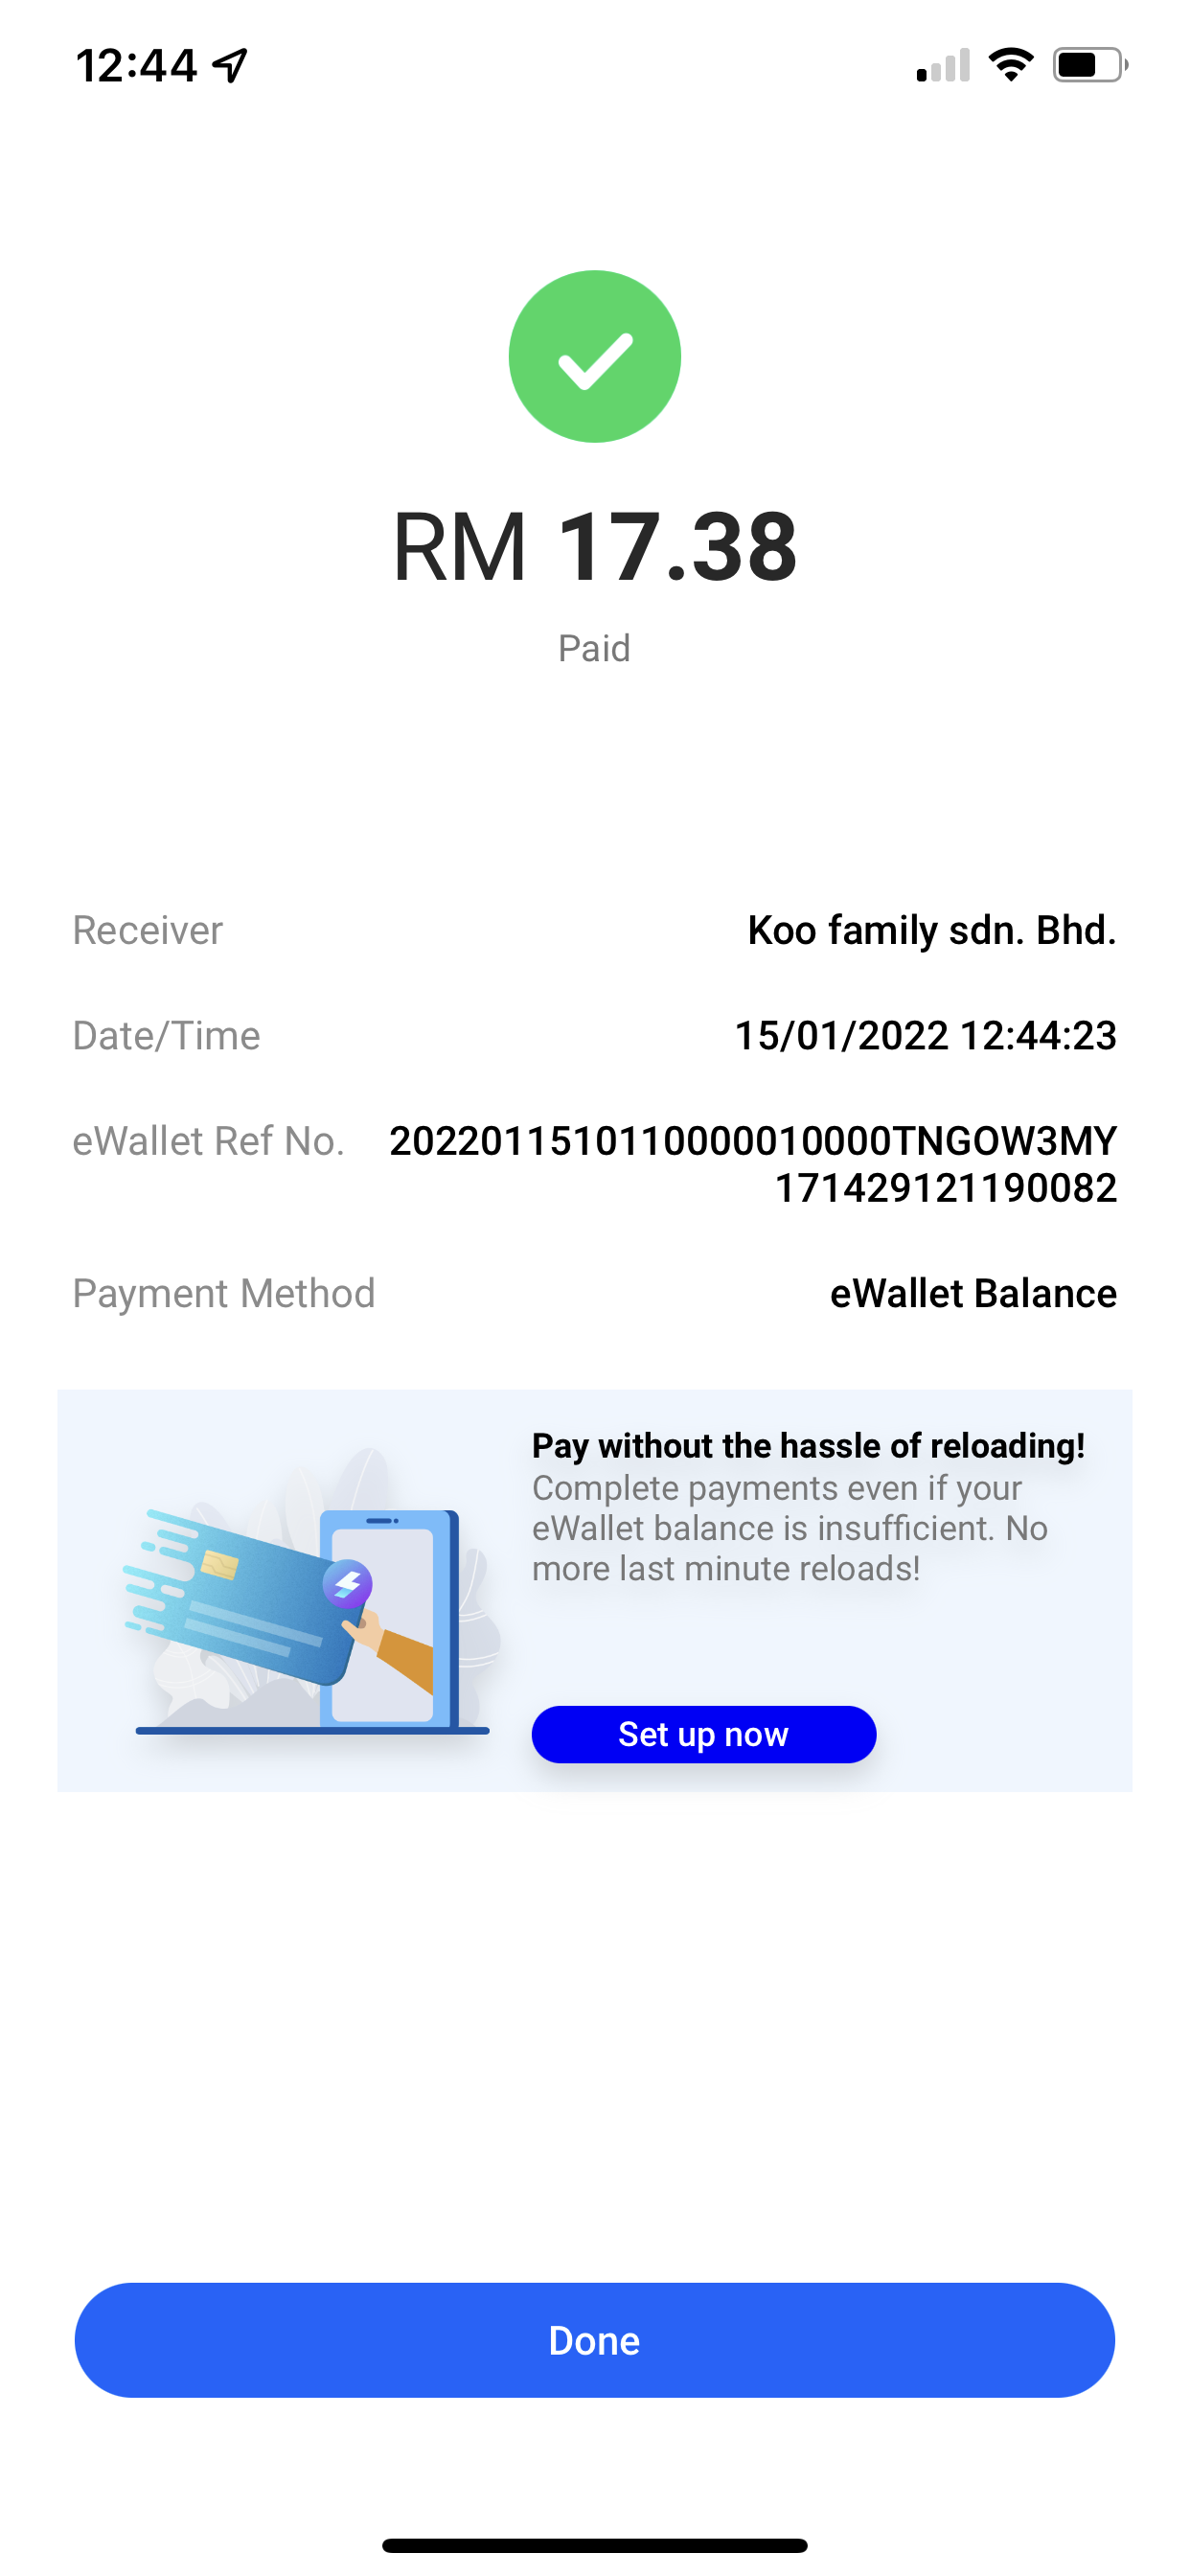 12:44
RM 17.38
Paid
Receiver Koo family sdn. Bhd.
Date/Time 15/01/2022 12:44:23
eWallet Ref No. 20220115101110000010000TNGOW3MY
171429121190082
Payment Method eWallet Balance
Pay without the hassle of reloading!
Complete payments even if your
eWallet balance is insufficient. No
more last minute reloads!
Set up now
Done